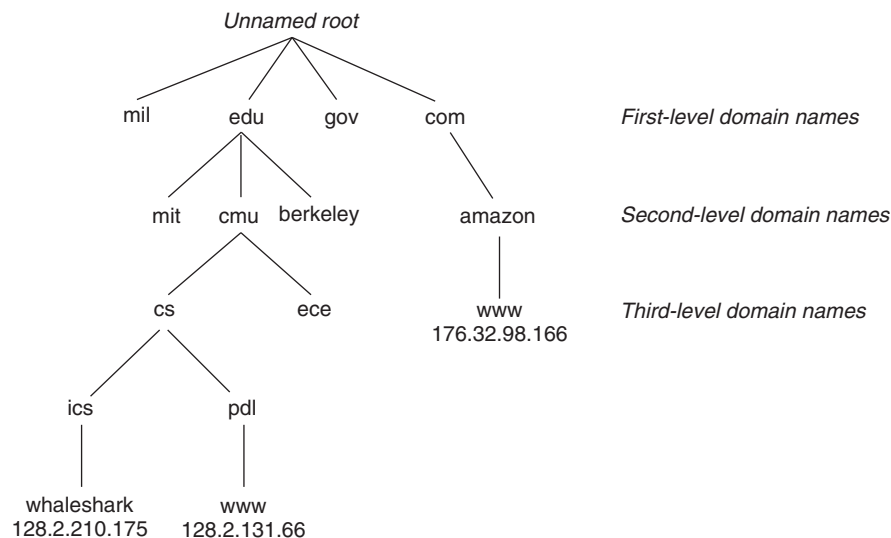 Unnamed root
mil edu gov com First-level domain names
mit cmu berkeley amazon Second-level domain names
cs ece www Third-level domain names
176.32.98.166
ics pdl
whaleshark www
128.2.210.175 128.2.131.66